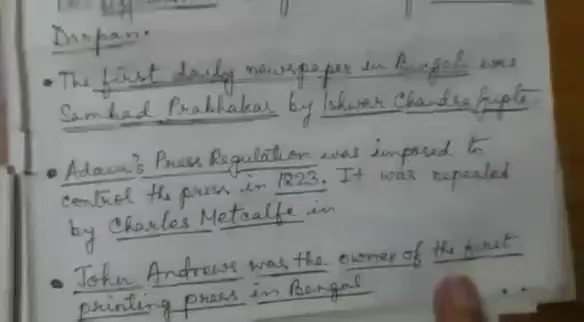 Darpan.
• The first daily newspaper in Bengal was
Sambad Prabhakar by Ishwar Chandra Gupta.
• Adam's Press Regulation was imposed to
control the press in 1823. It was repealed
by Charles Metcalfe in
• John Andrews was the owner of the first
printing press in Bengal